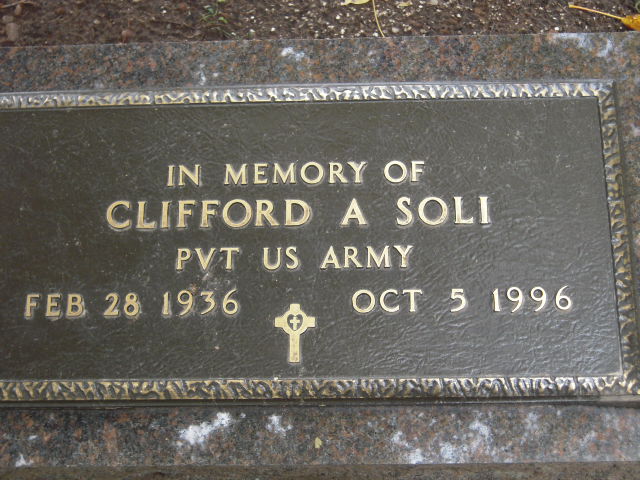 IN MEMORY OF
CLIFFORD A SOLI
PVT US ARMY
FEB 28 1936 OCT 5 1996